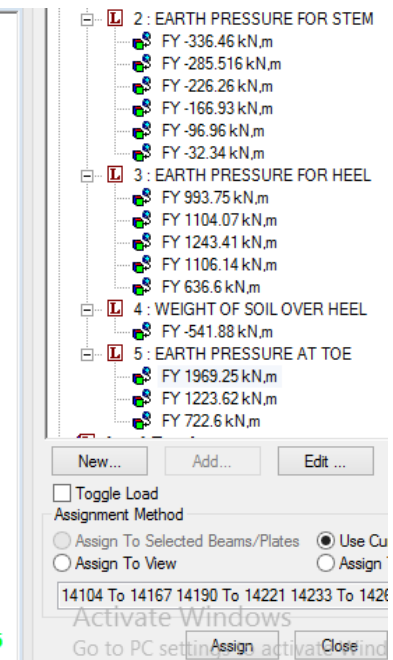 2 : EARTH PRESSURE FOR STEM
FY -336.46 kN,m
FY -285.516 kN,m
FY -226.26 kN,m
FY -166.93 kN,m
FY -96.96 kN,m
FY -32.34 kN,m
3 : EARTH PRESSURE FOR HEEL
FY 993.75 kN,m
FY 1104.07 kN,m
FY 1243.41 kN,m
FY 1106.14 kN,m
FY 636.6 kN,m
4 : WEIGHT OF SOIL OVER HEEL
FY -541.88 kN,m
5 : EARTH PRESSURE AT TOE
FY 1969.25 kN,m
FY 1223.62 kN,m
FY 722.6 kN,m
New... Add... Edit ...
Toggle Load
Assignment Method
Assign To Selected Beams/Plates Use Cu
Assign To View Assign
14104 To 14167 14190 To 14221 14233 To 1426
Activate Windows
Go to PC settings to activate Wind
Assign Close